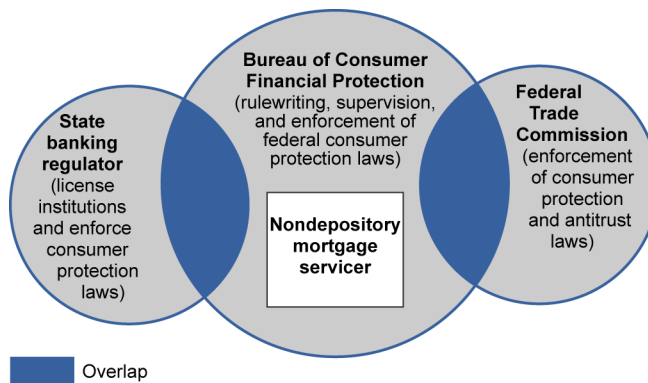 State
banking
regulator
(license
institutions
and enforce
consumer
protection
laws)
Bureau of Consumer
Financial Protection
(rulewriting, supervision,
and enforcement of
federal consumer
protection laws)
Nondepository
mortgage
servicer
Federal
Trade
Commission
(enforcement
of consumer
protection
and antitrust
laws)
Overlap